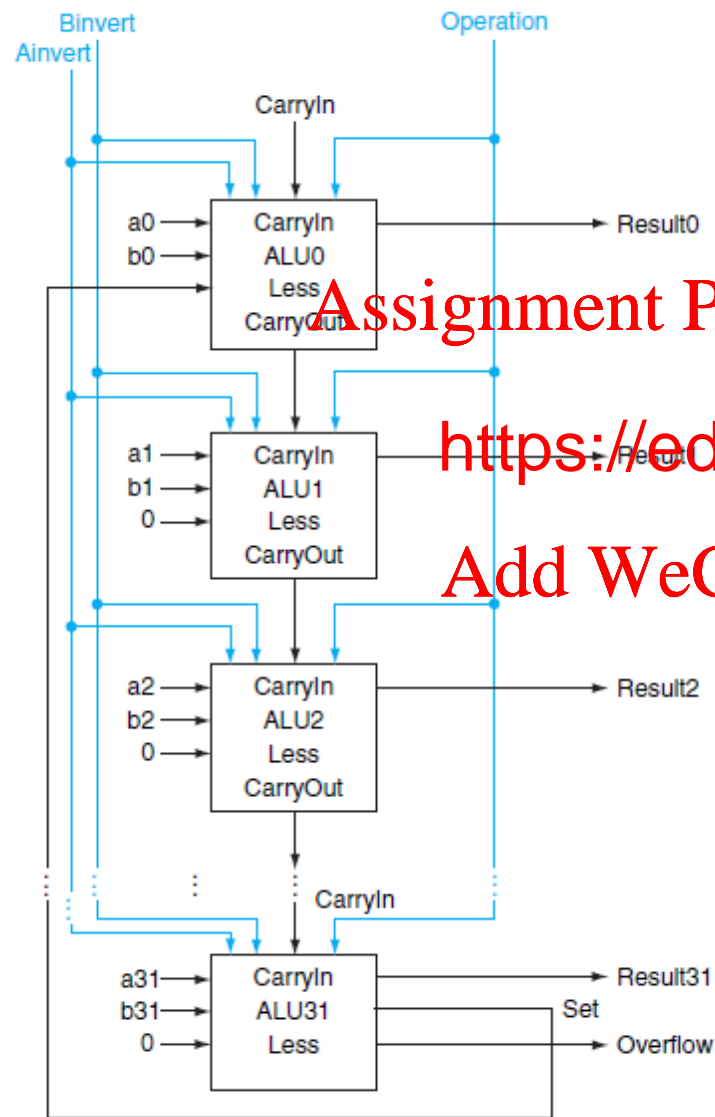 Binvert
Operation
Ainvert
CarryIn
a0
CarryIn
Result0
b0
ALU0
Less
CarryOut
Assignment P
a1
CarryIn
https://ed
Result1
b1
ALU1
0
Less
CarryOut
Add WeC
a2
CarryIn
Result2
b2
ALU2
0
Less
CarryOut
CarryIn
a31
CarryIn
Result31
b31
ALU31
Set
0
Less
Overflow